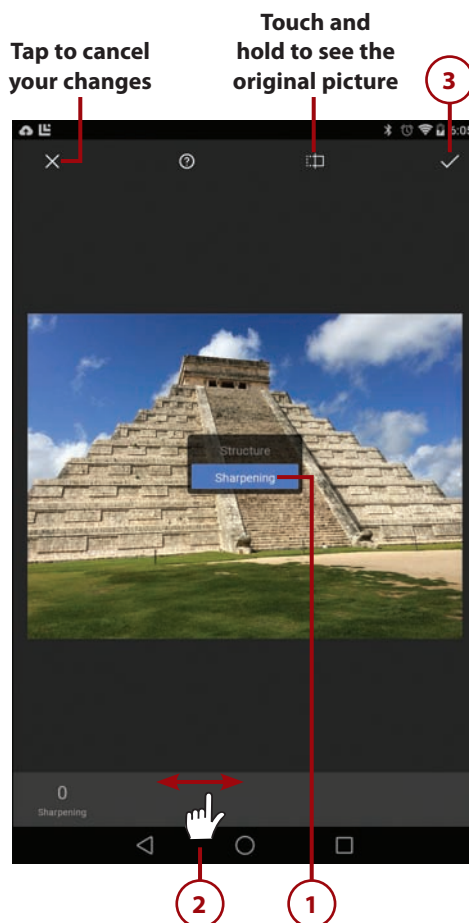 Tap to cancel
your changes
Touch and
hold to see the
original picture
3
6:05
Structure
Sharpening
0
Sharpening
2
1